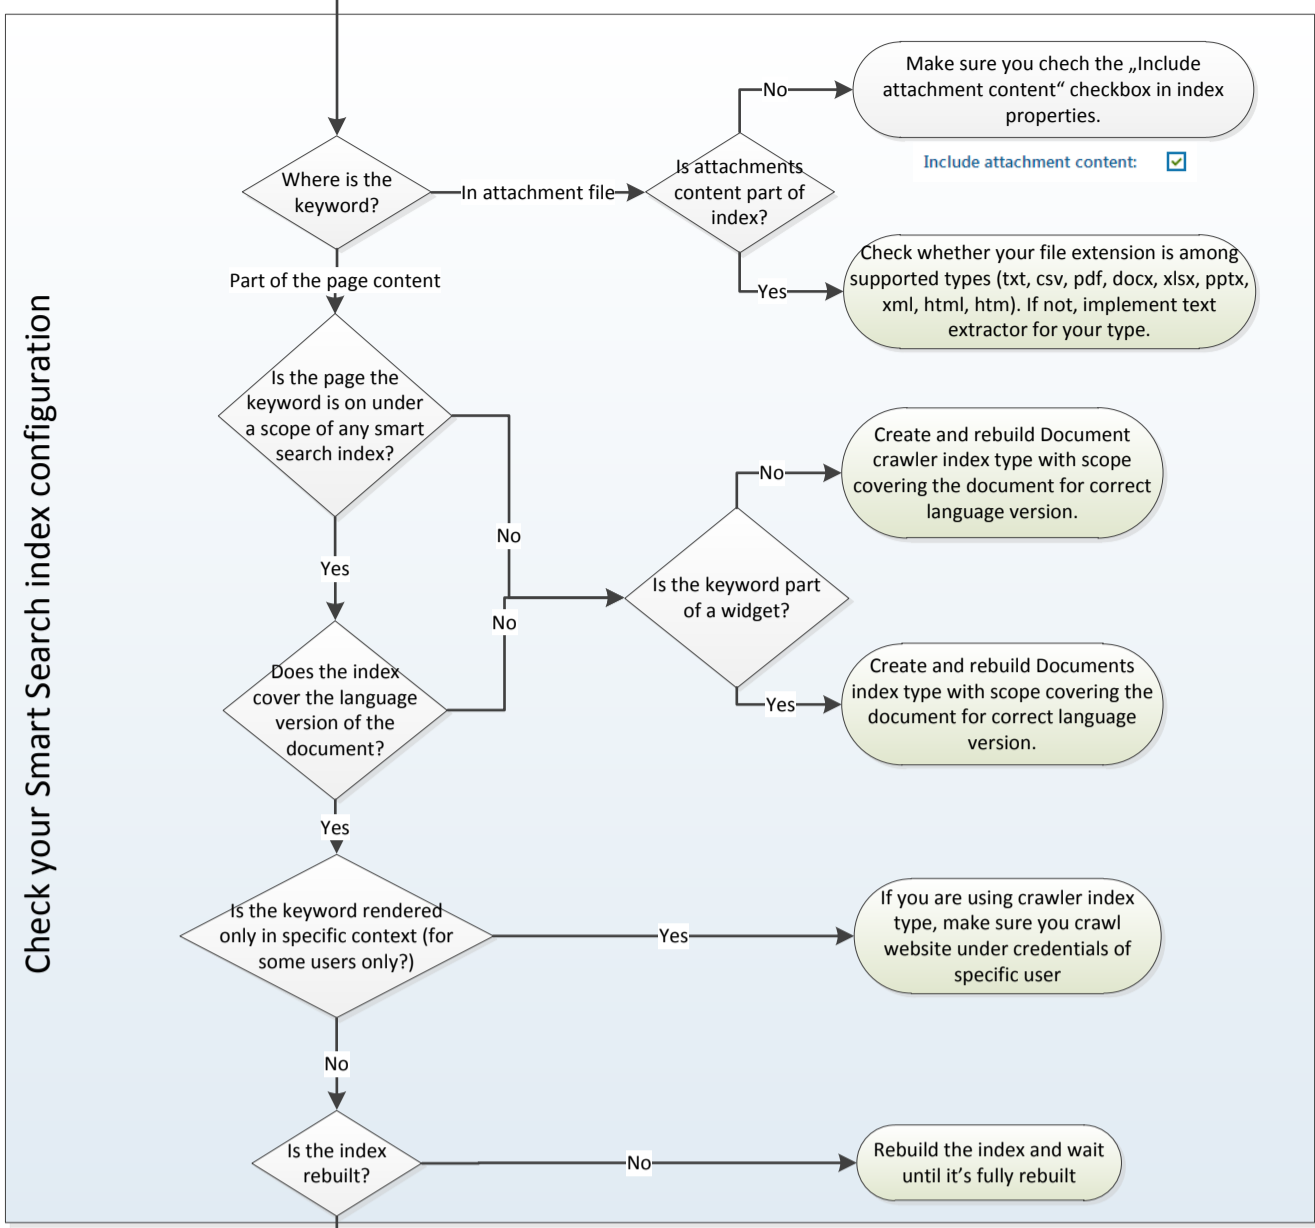 Check your Smart Search index configuration
Where is the
keyword?
In attachment file
Is attachments
content part of
index?
No
Make sure you chech the „Include
attachment content“ checkbox in index
properties.
Include attachment content:
Yes
Check whether your file extension is among
supported types (txt, csv, pdf, docx, xlsx, pptx,
xml, html, htm). If not, implement text
extractor for your type.
Part of the page content
Is the page the
keyword is on under
a scope of any smart
search index?
No
Yes
Does the index
cover the language
version of the
document?
No
Is the keyword part
of a widget?
No
Create and rebuild Document
crawler index type with scope
covering the document for correct
language version.
Yes
Create and rebuild Documents
index type with scope covering the
document for correct language
version.
Yes
Is the keyword rendered
only in specific context (for
some users only?)
Yes
If you are using crawler index
type, make sure you crawl
website under credentials of
specific user
No
Is the index
rebuilt?
No
Rebuild the index and wait
until it’s fully rebuilt